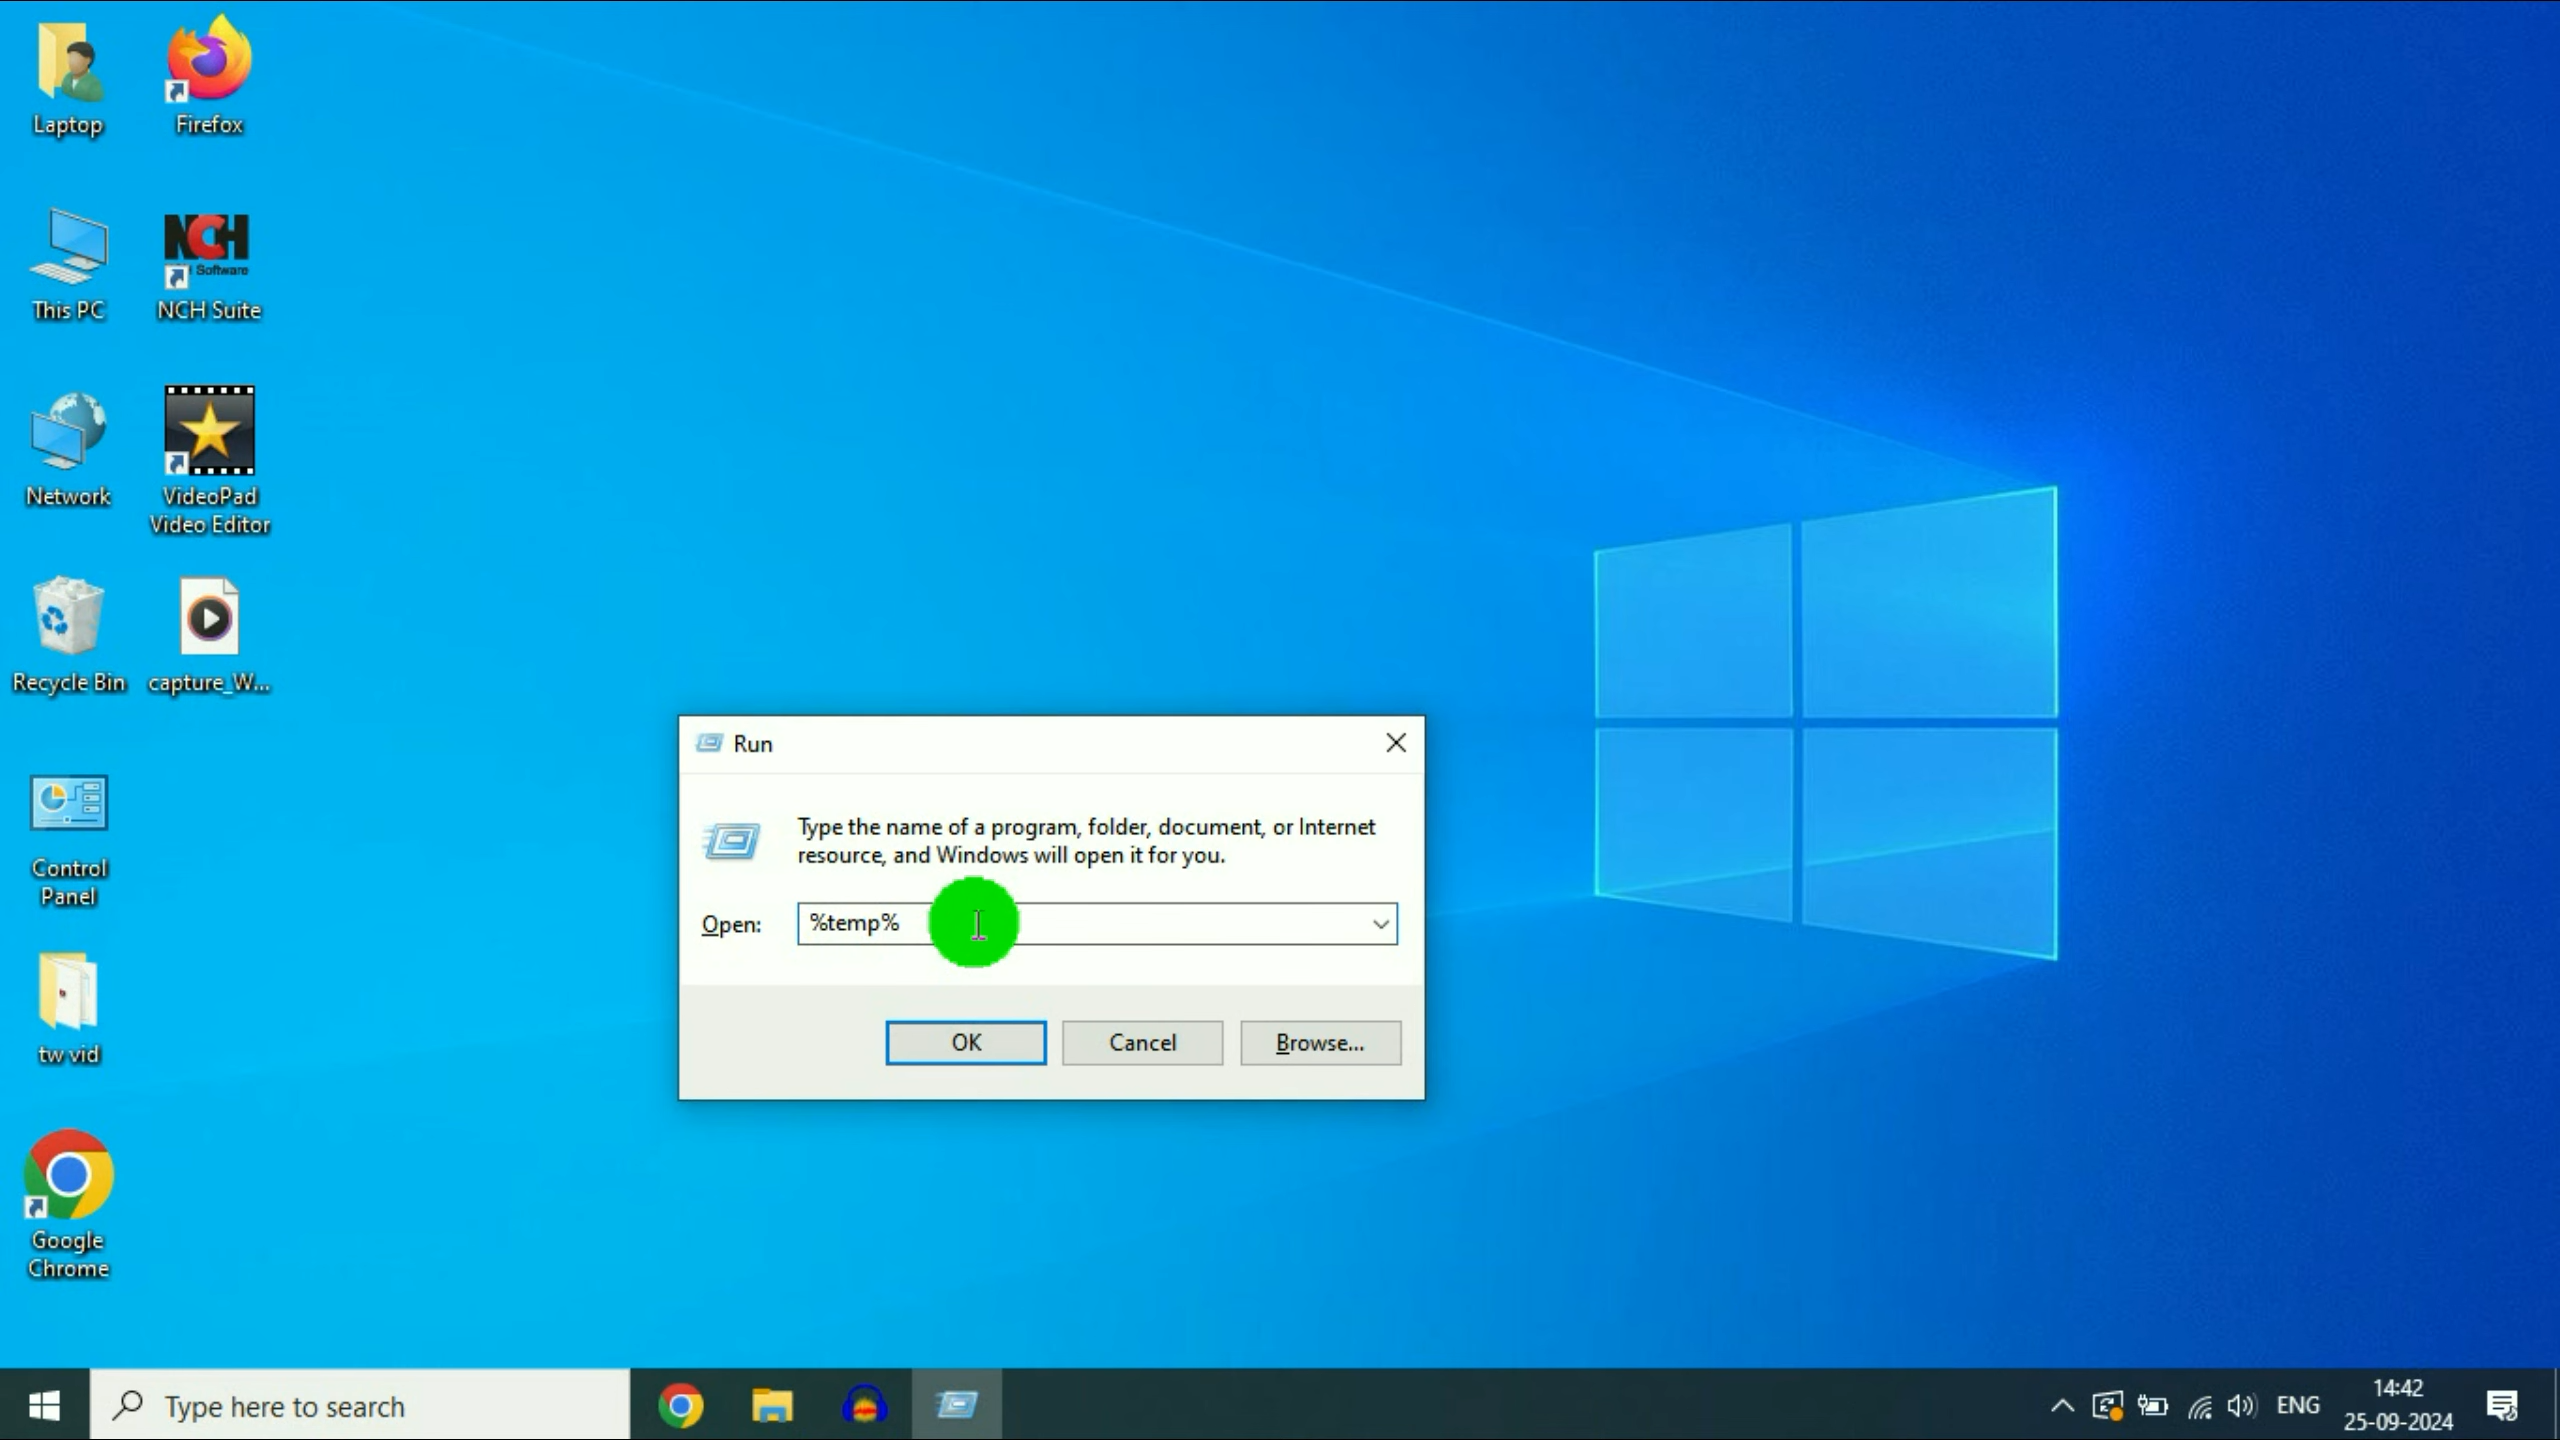 Laptop
Firefox
This PC
NCH
Software
NCH Suite
Network
VideoPad
Video Editor
Recycle Bin
capture_W...
Control
Panel
tw vid
Google
Chrome
Run
Type the name of a program, folder, document, or Internet
resource, and Windows will open it for you.
Open:
%temp%
OK
Cancel
Browse...
Type here to search
ENG
14:42
25-09-2024